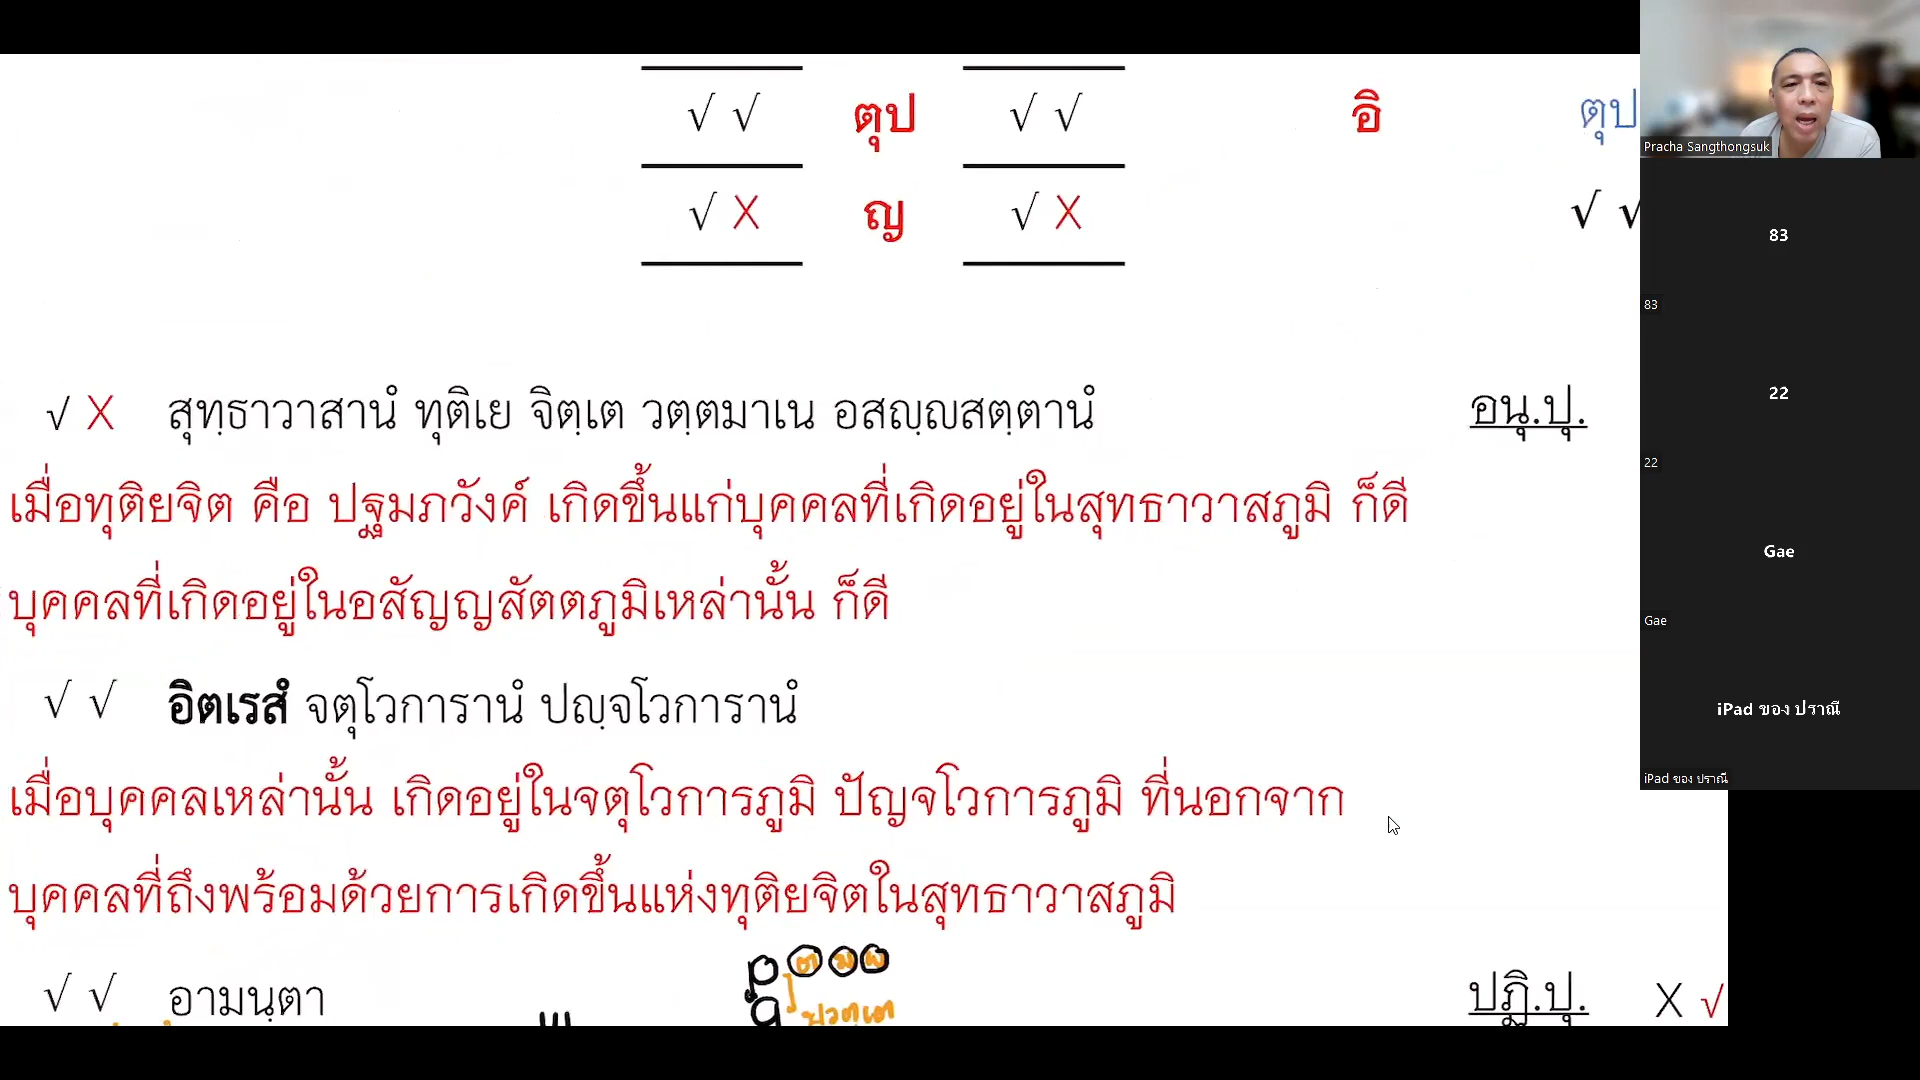 √ √ ตุป √ √ อิ ตุป
√ X ญ √ X √ √
√ X สุทฺธาวาสานํ ทุติเย จิตฺเต วตฺตมาเน อสญฺญสตฺตานํ อนุ.ปุ.
เมื่อทุติยจิต คือ ปฐมภวังค์ เกิดขึ้นแก่บุคคลที่เกิดอยู่ในสุทธาวาสภูมิ ก็ดี
บุคคลที่เกิดอยู่ในอสัญญสัตตภูมิเหล่านั้น ก็ดี
√ √ อิตเรสํ จตุโวการานํ ปญฺจโวการานํ
เมื่อบุคคลเหล่านั้น เกิดอยู่ในจตุโวการภูมิ ปัญจโวการภูมิ ที่นอกจาก
บุคคลที่ถึงพร้อมด้วยการเกิดขึ้นแห่งทุติยจิตในสุทธาวาสภูมิ
√ √ อามนฺตา ปฏิ.ปุ. X √
Pracha Sangthongsuk
83
83
22
22
Gae
Gae
iPad ของ ปราณี
iPad ของ ปราณี